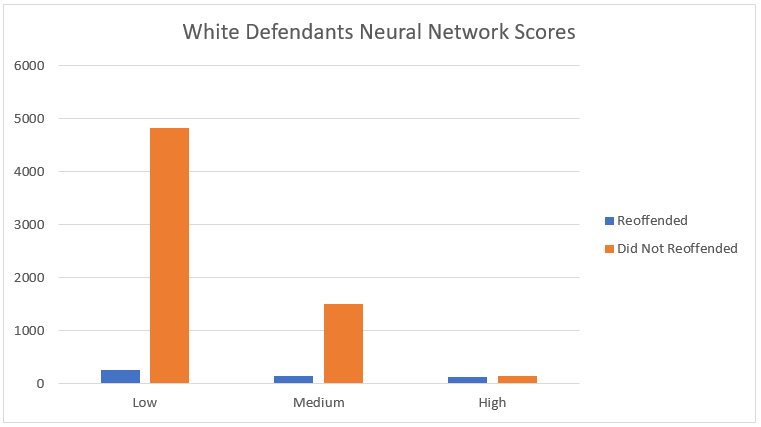 White Defendants Neural Network Scores
6000
5000
4000
3000
2000
1000
0
Low Medium High
Reoffended
Did Not Reoffended